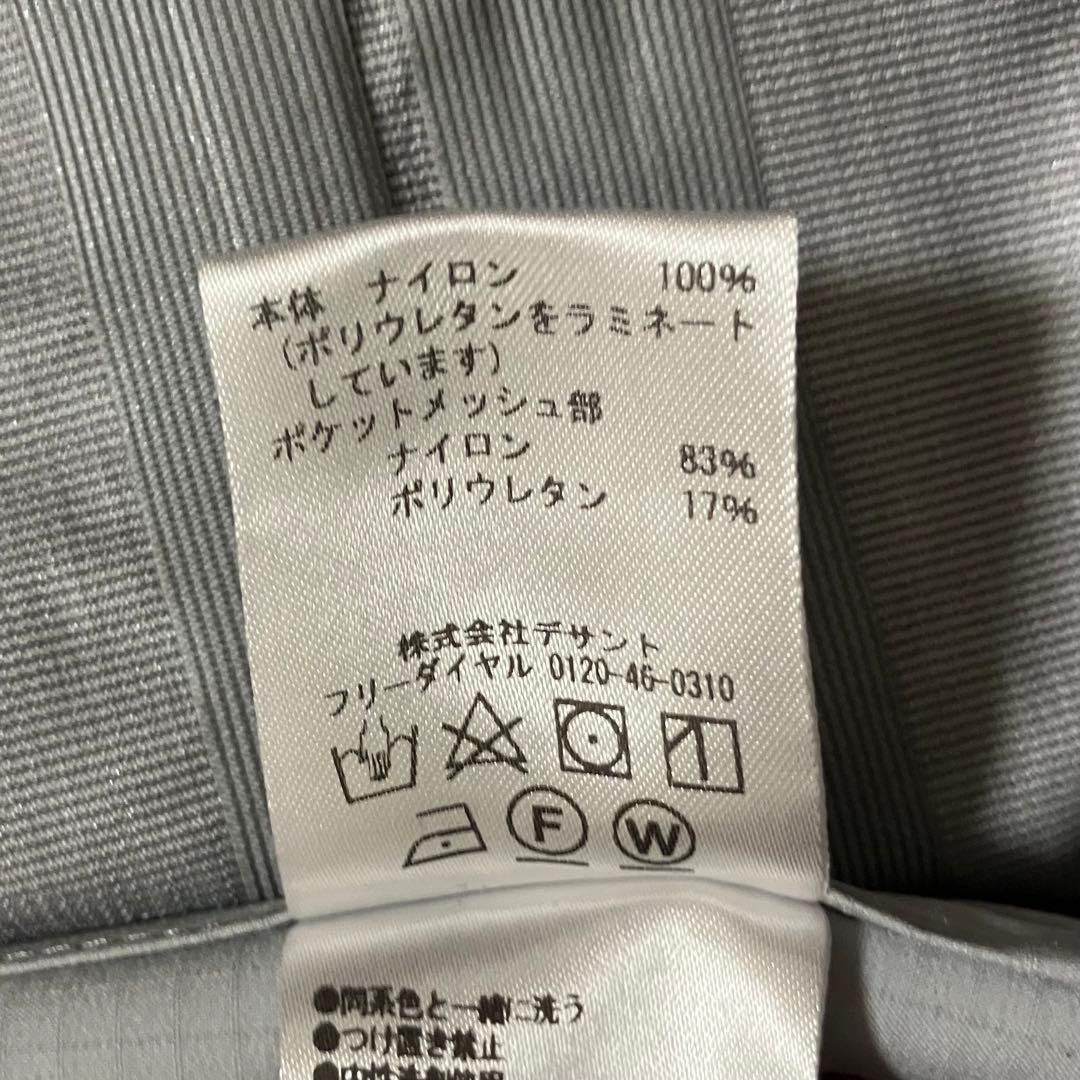 本体 ナイロン 100%
(ポリウレタンをラミネート
しています)
ポケットメッシュ部
ナイロン 83%
ポリウレタン 17%
株式会社デサント
フリーダイヤル 0120-46-0310
F W
●同系色と一緒に洗う
●つけ置き禁止